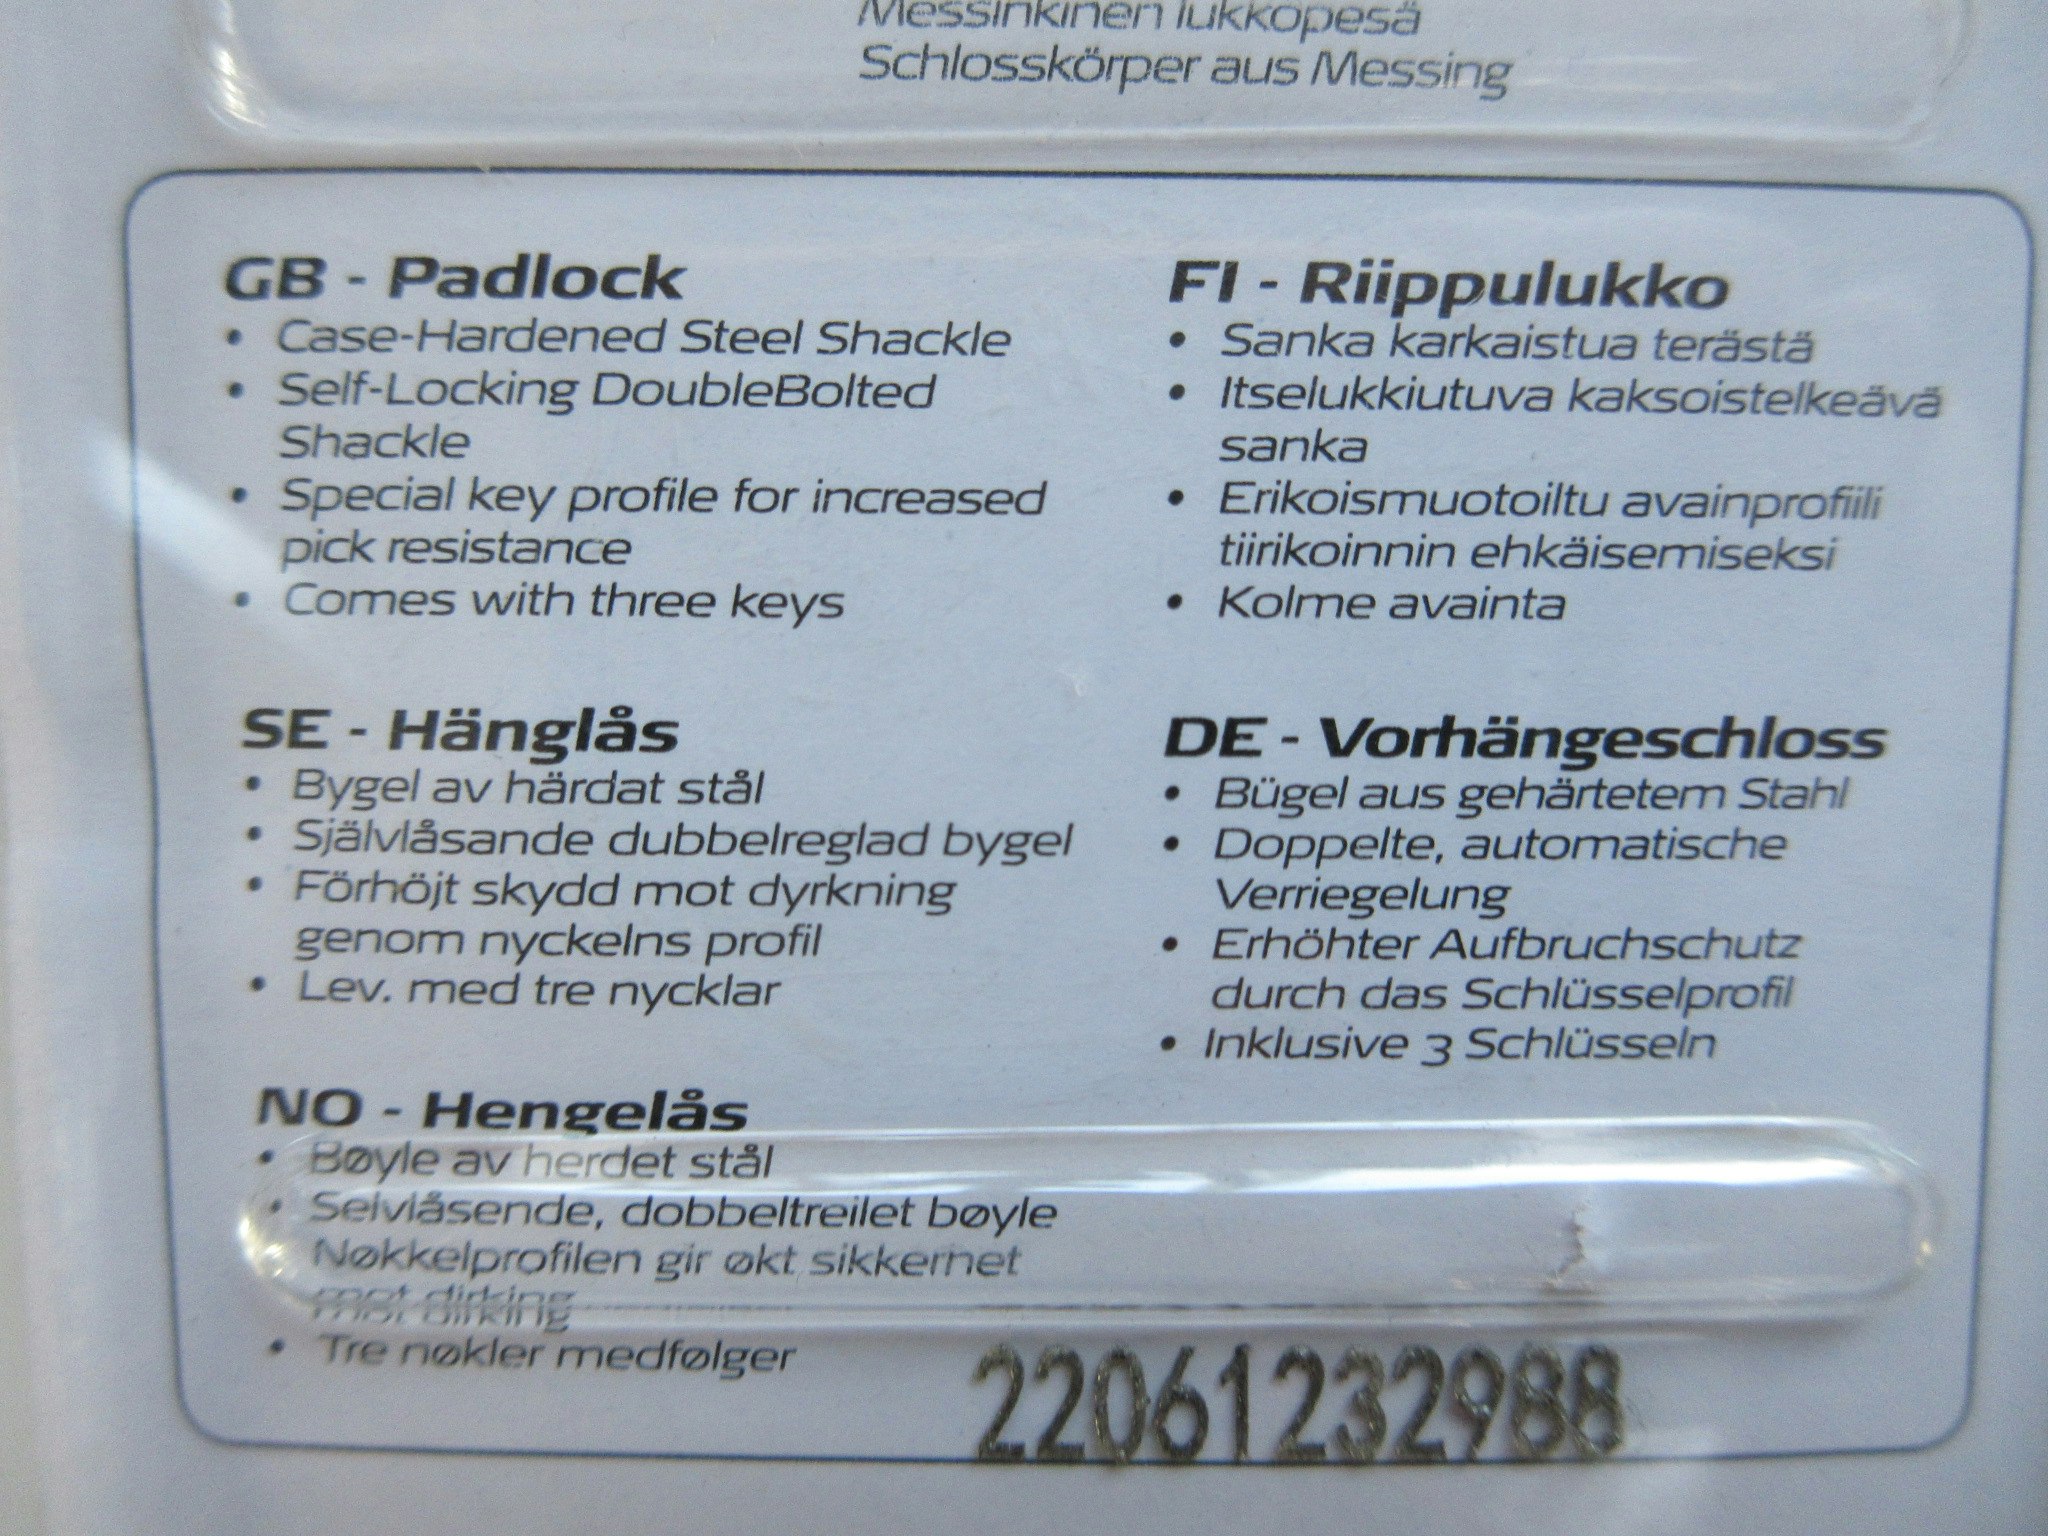 Messinkinen lukkopesä
Schlosskörper aus Messing
GB - Padlock
• Case-Hardened Steel Shackle
• Self-Locking DoubleBolted
Shackle
• Special key profile for increased
pick resistance
• Comes with three keys
SE - Hänglås
• Bygel av härdat stål
• Självlåsande dubbelreglad bygel
• Förhöjt skydd mot dyrkning
genom nyckelns profil
• Lev. med tre nycklar
NO - Hengelås
• Bøyle av herdet stål
• Selvlåsende, dobbeltreilet bøyle
Nøkkelprofilen gir økt sikkerhet
mot dirking
• Tre nøkler medfølger
FI - Riippulukko
• Sanka karkaistua terästä
• Itselukkiutuva kaksoistelkeävä
sanka
• Erikoismuotoiltu avainprofiili
tiirikoinnin ehkäisemiseksi
• Kolme avainta
DE - Vorhängeschloss
• Bügel aus gehärtetem Stahl
• Doppelte, automatische
Verriegelung
• Erhöhter Aufbruchschutz
durch das Schlüsselprofil
• Inklusive 3 Schlüsseln
22061232988